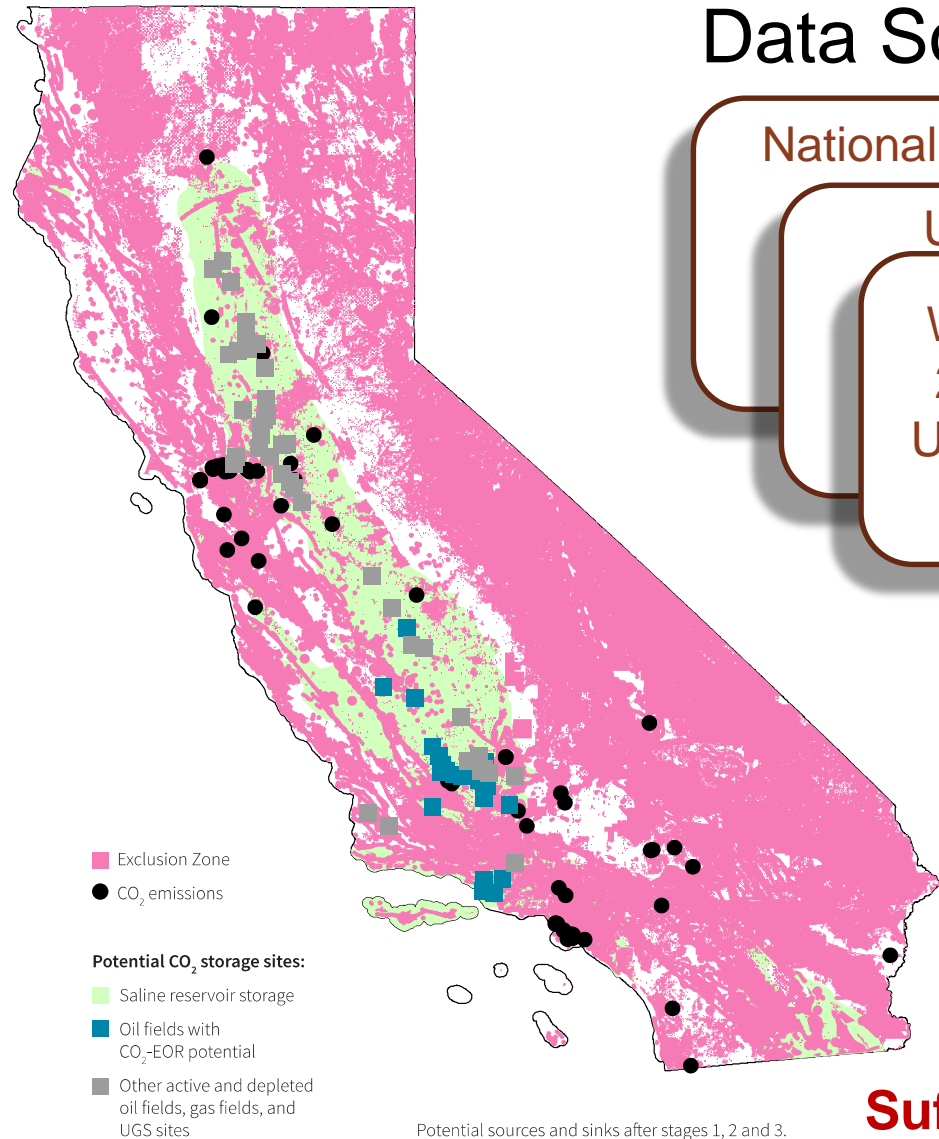 Data
National
Exclusion Zone
CO₂ emissions
Potential CO₂ storage sites:
Saline reservoir storage
Oil fields with
CO₂-EOR potential
Other active and depleted
oil fields, gas fields, and
UGS sites
Potential sources and sinks after stages 1, 2 and 3.